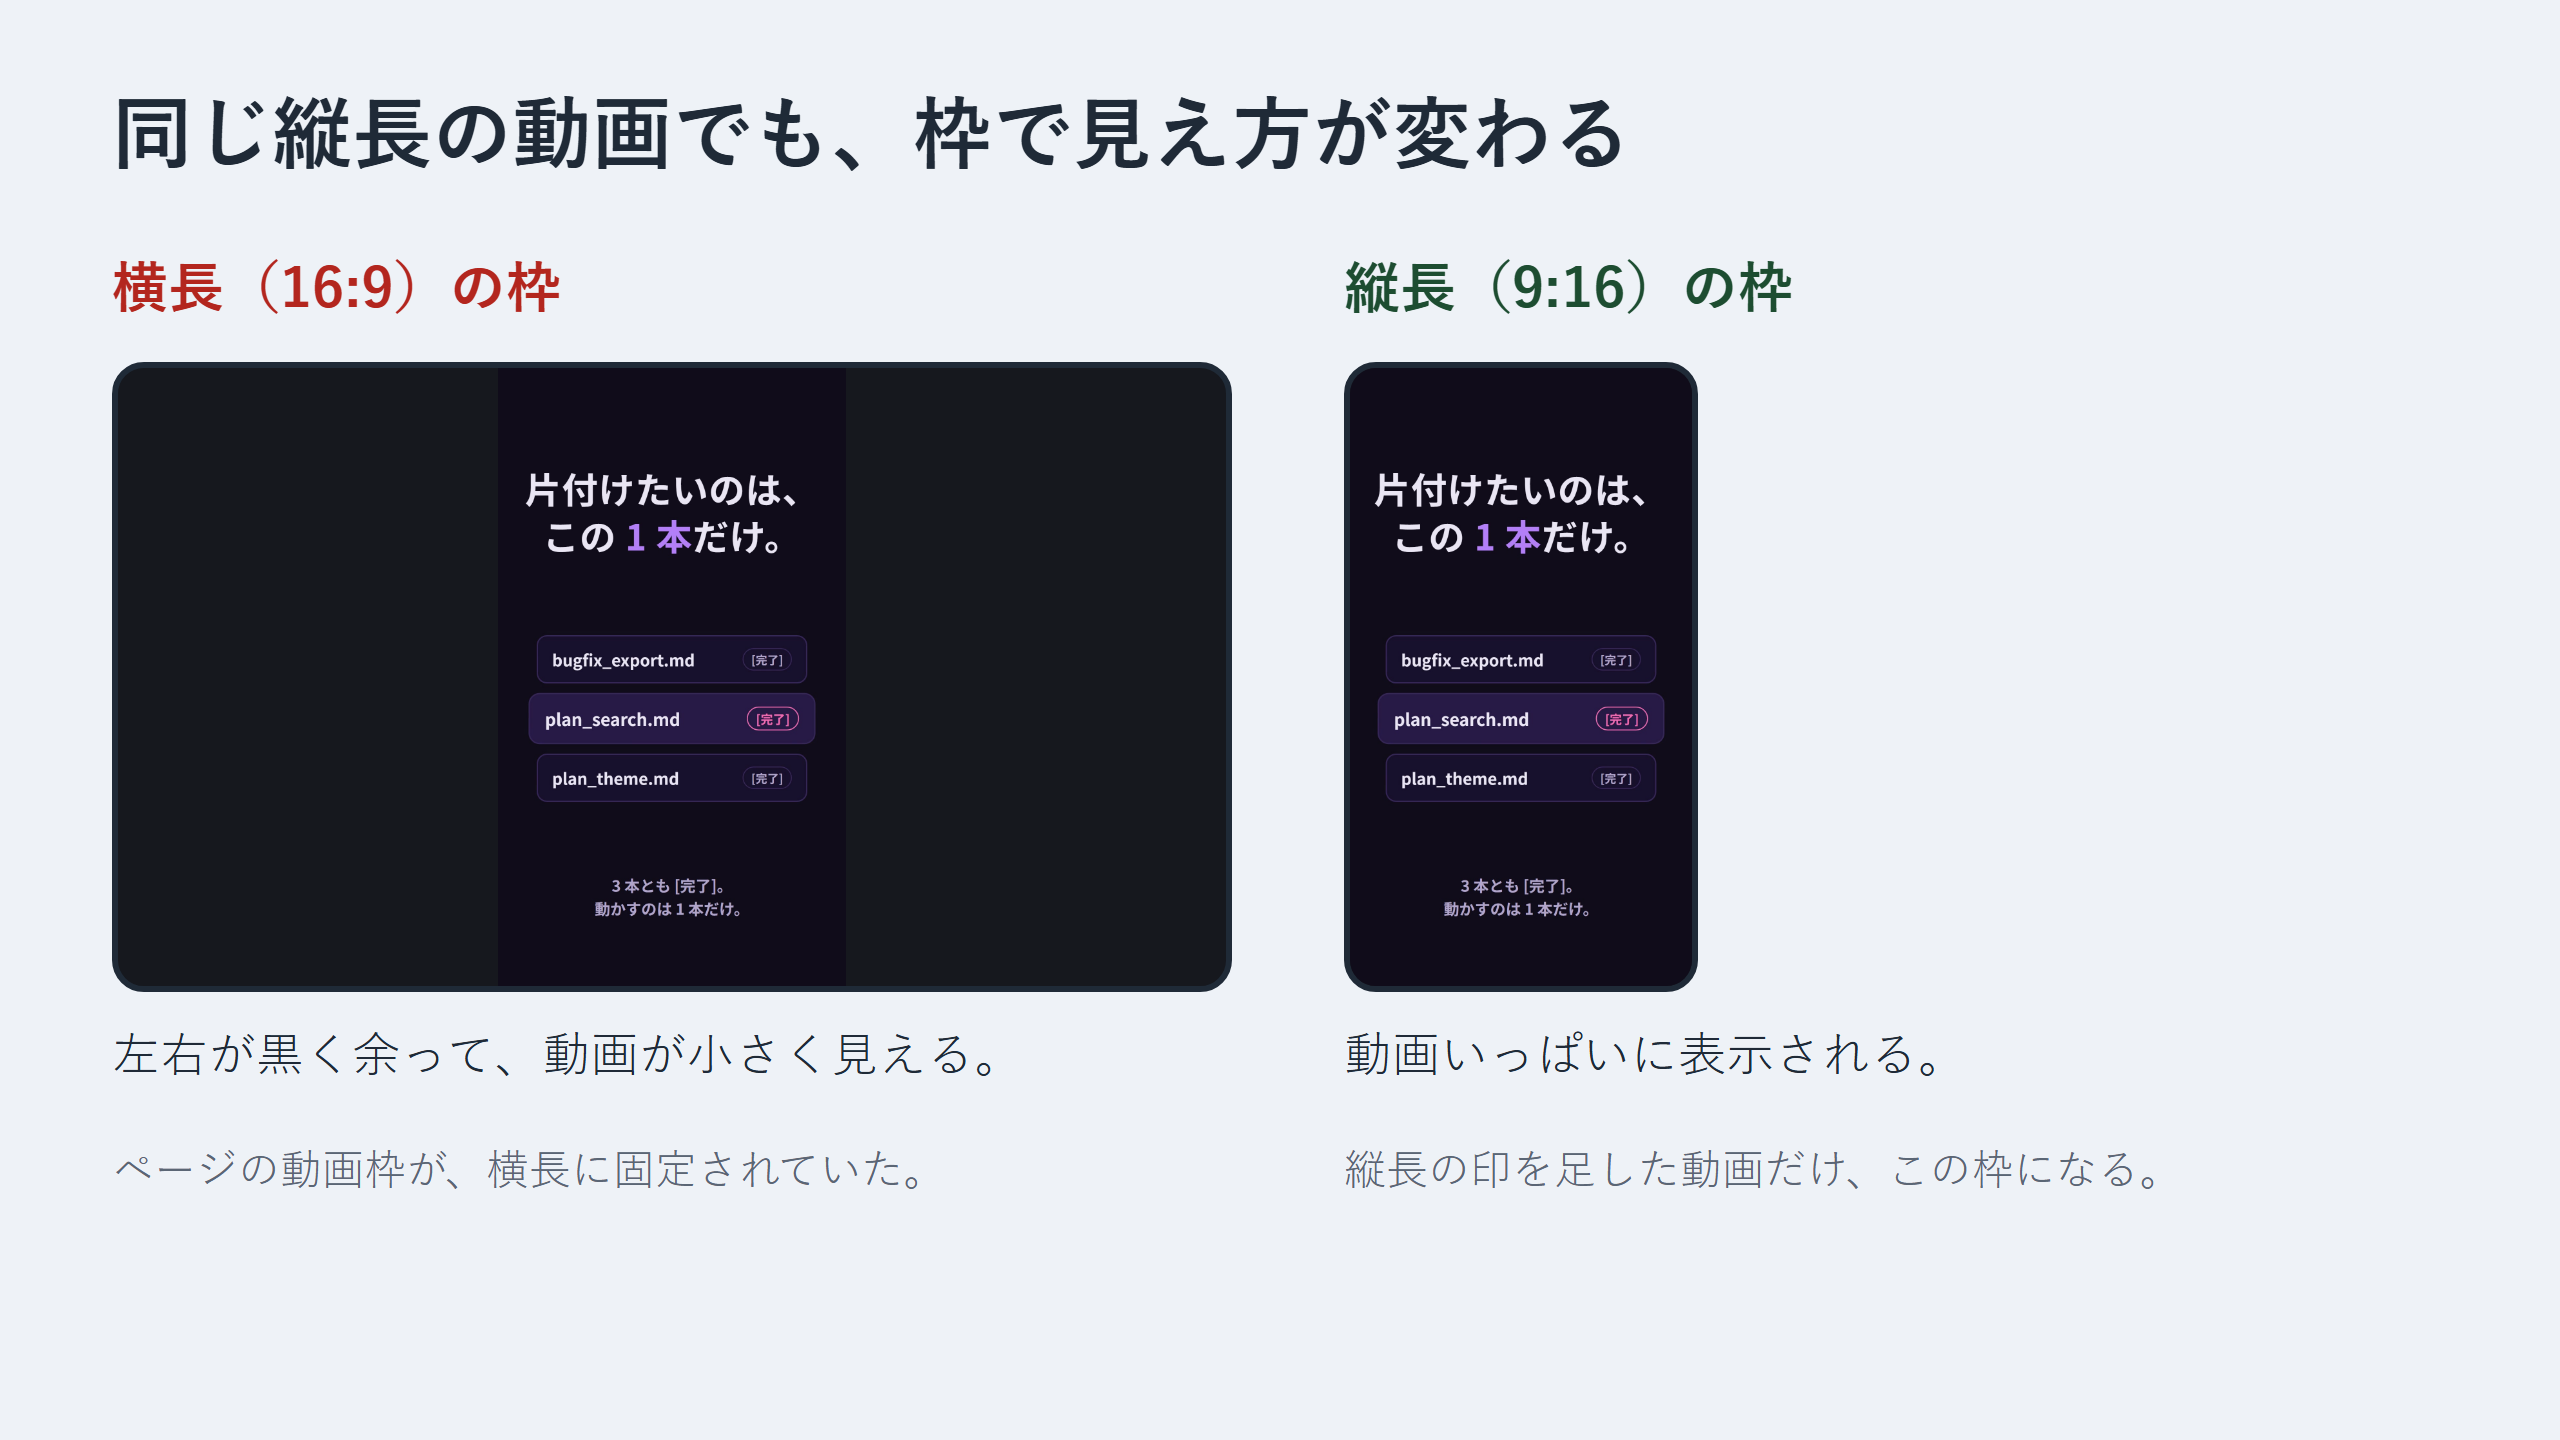 同じ縦長の動画でも、枠で見え方が変わる
横長（16:9）の枠
片付けたいのは、
この 1 本だけ。
bugfix_export.md [完了]
plan_search.md [完了]
plan_theme.md [完了]
3 本とも [完了]。
動かすのは 1 本だけ。
左右が黒く余って、動画が小さく見える。
ページの動画枠が、横長に固定されていた。
縦長（9:16）の枠
片付けたいのは、
この 1 本だけ。
bugfix_export.md [完了]
plan_search.md [完了]
plan_theme.md [完了]
3 本とも [完了]。
動かすのは 1 本だけ。
動画いっぱいに表示される。
縦長の印を足した動画だけ、この枠になる。